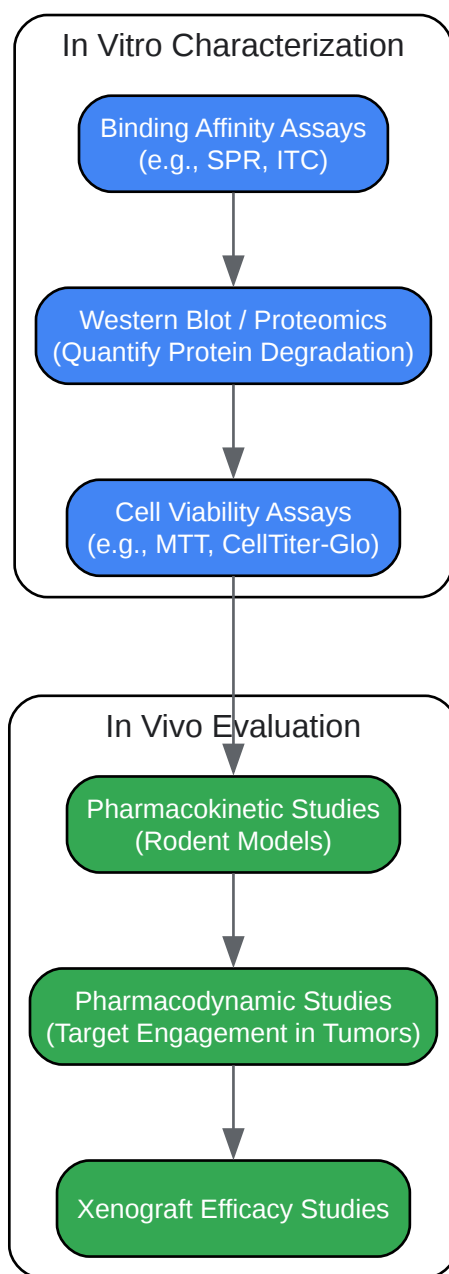 In Vitro Characterization
Binding Affinity Assays
(e.g., SPR, ITC)
Western Blot / Proteomics
(Quantify Protein Degradation)
Cell Viability Assays
(e.g., MTT, CellTiter-Glo)
In Vivo Evaluation
Pharmacokinetic Studies
(Rodent Models)
Pharmacodynamic Studies
(Target Engagement in Tumors)
Xenograft Efficacy Studies